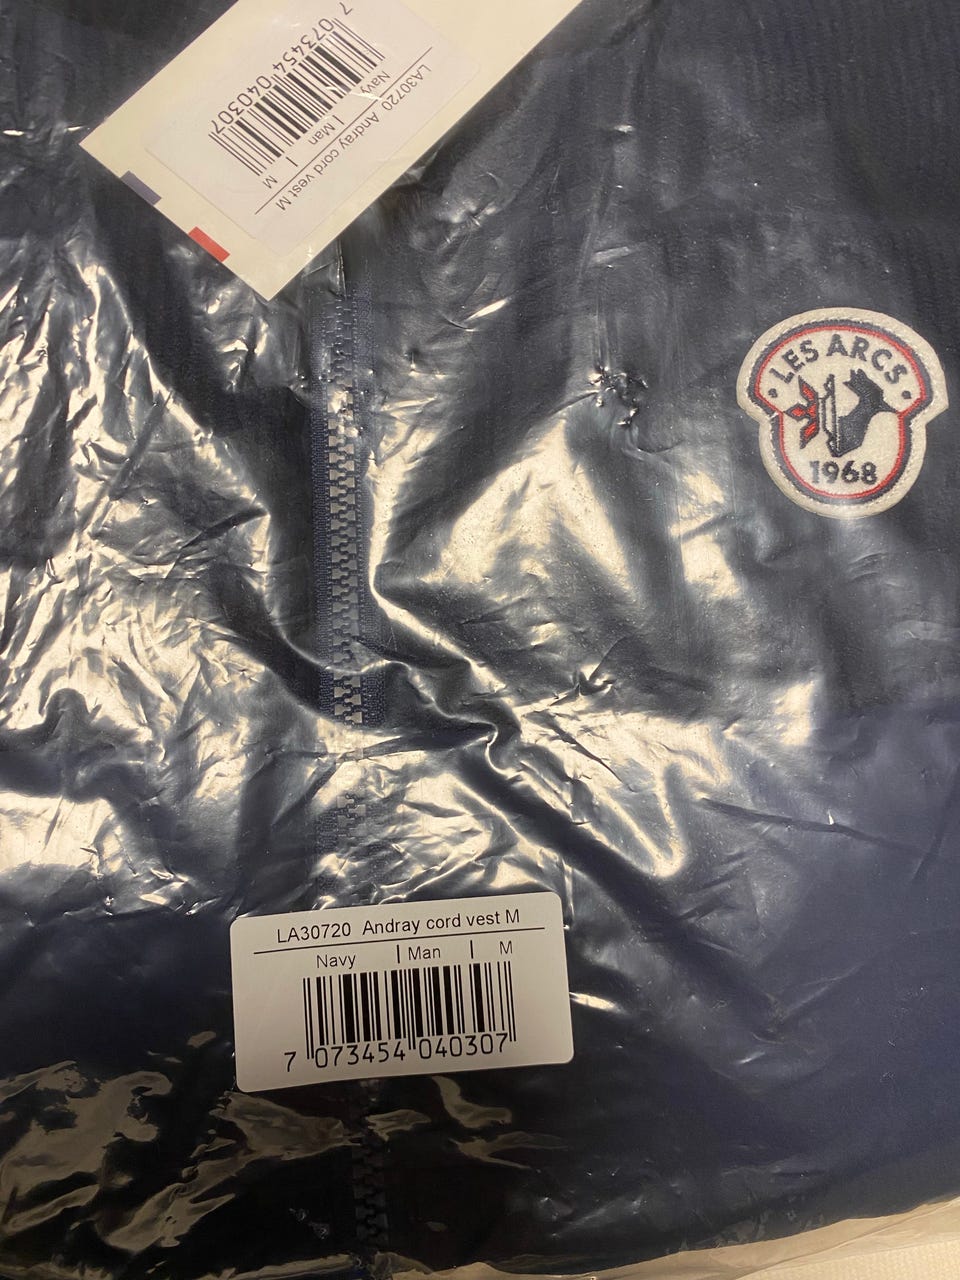 LA30720 Andray cord vest M
Navy | Man | M
7 073454 040307
LES ARCS
1968
LA30720 Andray cord vest M
Navy | Man | M
7 073454 040307